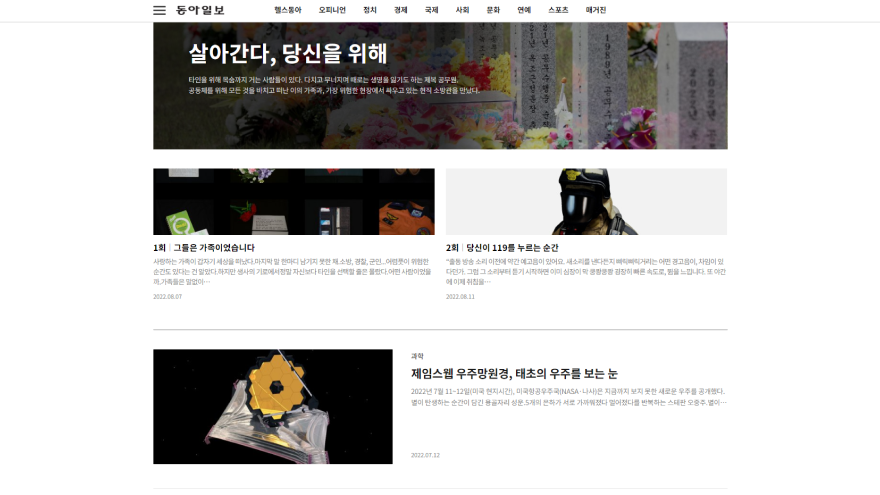 동아일보
헬스동아 오피니언 정치 경제 국제 사회 문화 연예 스포츠 매거진
살아간다, 당신을 위해
타인을 위해 목숨까지 거는 사람들이 있다. 다치고 무너지며 때로는 생명을 잃기도 하는 제복 공무원.
공동체를 위해 모든 것을 바치고 떠난 이의 가족과, 가장 위험한 현장에서 싸우고 있는 현직 소방관을 만났다.
1회 | 그들은 가족이었습니다
사랑하는 가족이 갑자기 세상을 떠났다.마지막 말 한마디 남기지 못한 채.소방, 경찰, 군인…어렴풋이 위험한
순간도 있다는 건 알았다.하지만 생사의 기로에서정말 자신보다 타인을 선택할 줄은 몰랐다.어떤 사람이었을
까.가족들은 말없이…
2022.08.07
2회 | 당신이 119를 누르는 순간
“출동 방송 소리 이전에 약간 예고음이 있어요. 새소리를 낸다든지 삐릭삐릭거리는 어떤 경고음이, 차임이 있
다던가. 그럼 그 소리부터 듣기 시작하면 이미 심장이 막 쿵쾅쿵쾅 굉장히 빠른 속도로, 뜀을 느낍니다. 또 야간
에 이제 취침을…
2022.08.11
과학
제임스웹 우주망원경, 태초의 우주를 보는 눈
2022년 7월 11~12일(미국 현지시간), 미국항공우주국(NASA·나사)은 지금까지 보지 못한 새로운 우주를 공개했다.
별이 탄생하는 순간이 담긴 용골자리 성운.5개의 은하가 서로 가까워졌다 멀어졌다를 반복하는 스테판 오중주.별이…
2022.07.12